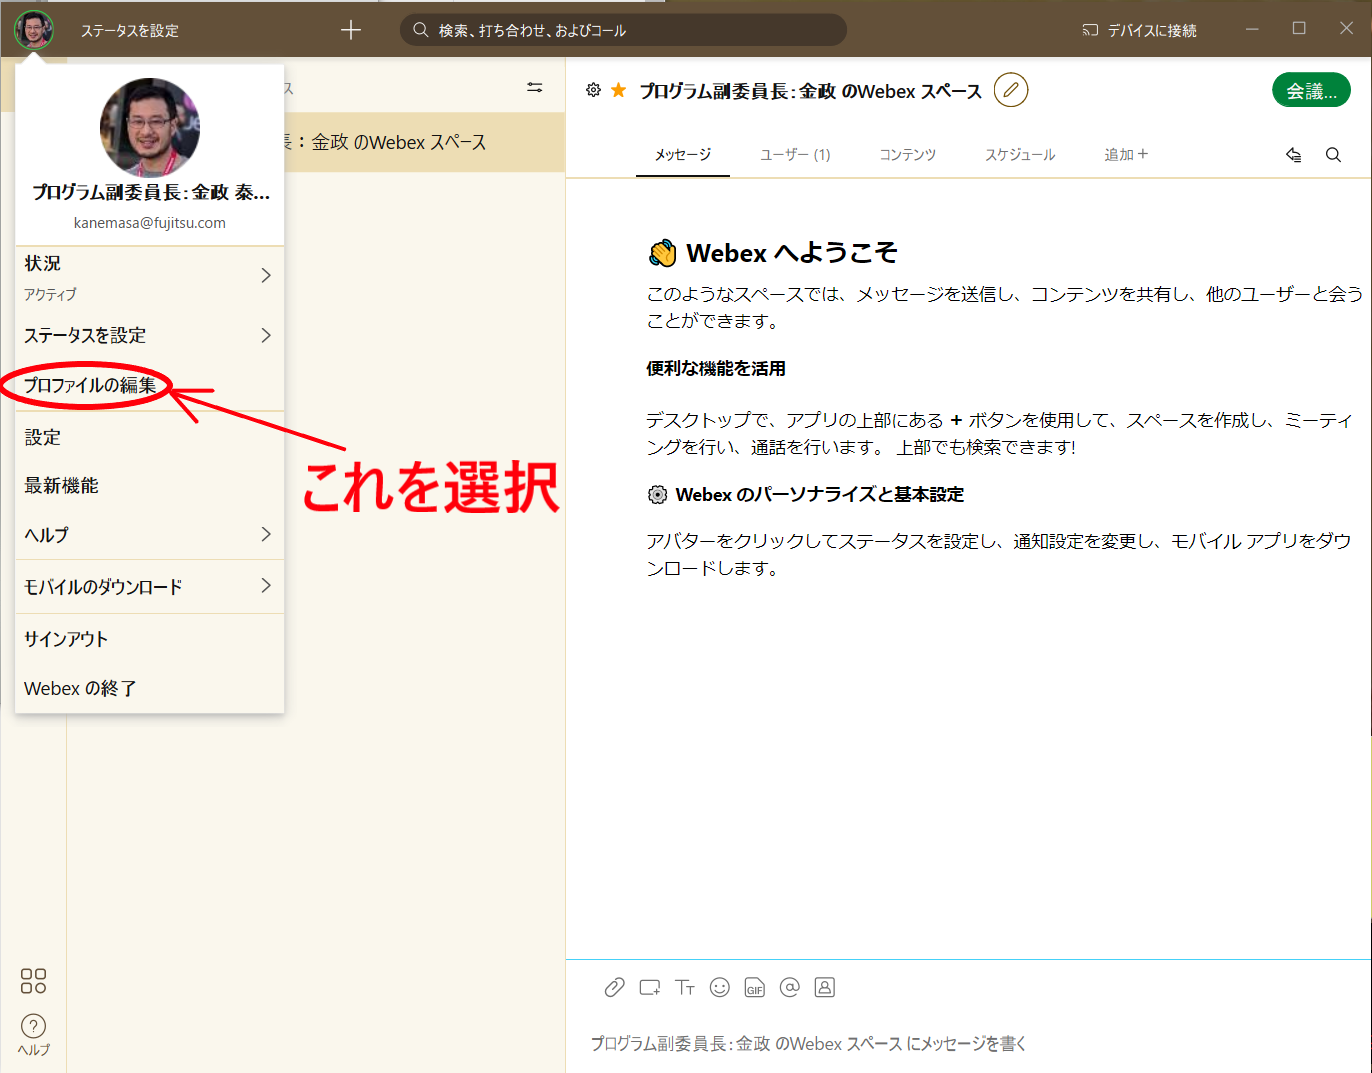 ステータスを設定
検索、打ち合わせ、およびコール
デバイスに接続
プログラム副委員長：金政 泰...
kanemasa@fujitsu.com
状況
アクティブ
ステータスを設定
プロファイルの編集
設定
最新機能
ヘルプ
モバイルのダウンロード
サインアウト
Webex の終了
ス
長：金政 のWebex スペース
これを選択
ヘルプ
プログラム副委員長：金政 のWebex スペース
会議...
メッセージ
ユーザー (1)
コンテンツ
スケジュール
追加 +
Webex へようこそ
このようなスペースでは、メッセージを送信し、コンテンツを共有し、他のユーザーと会う
ことができます。
便利な機能を活用
デスクトップで、アプリの上部にある + ボタンを使用して、スペースを作成し、ミーティ
ングを行い、通話を行います。 上部でも検索できます!
Webex のパーソナライズと基本設定
アバターをクリックしてステータスを設定し、通知設定を変更し、モバイル アプリをダウ
ンロードします。
GIF
プログラム副委員長：金政 のWebex スペース にメッセージを書く